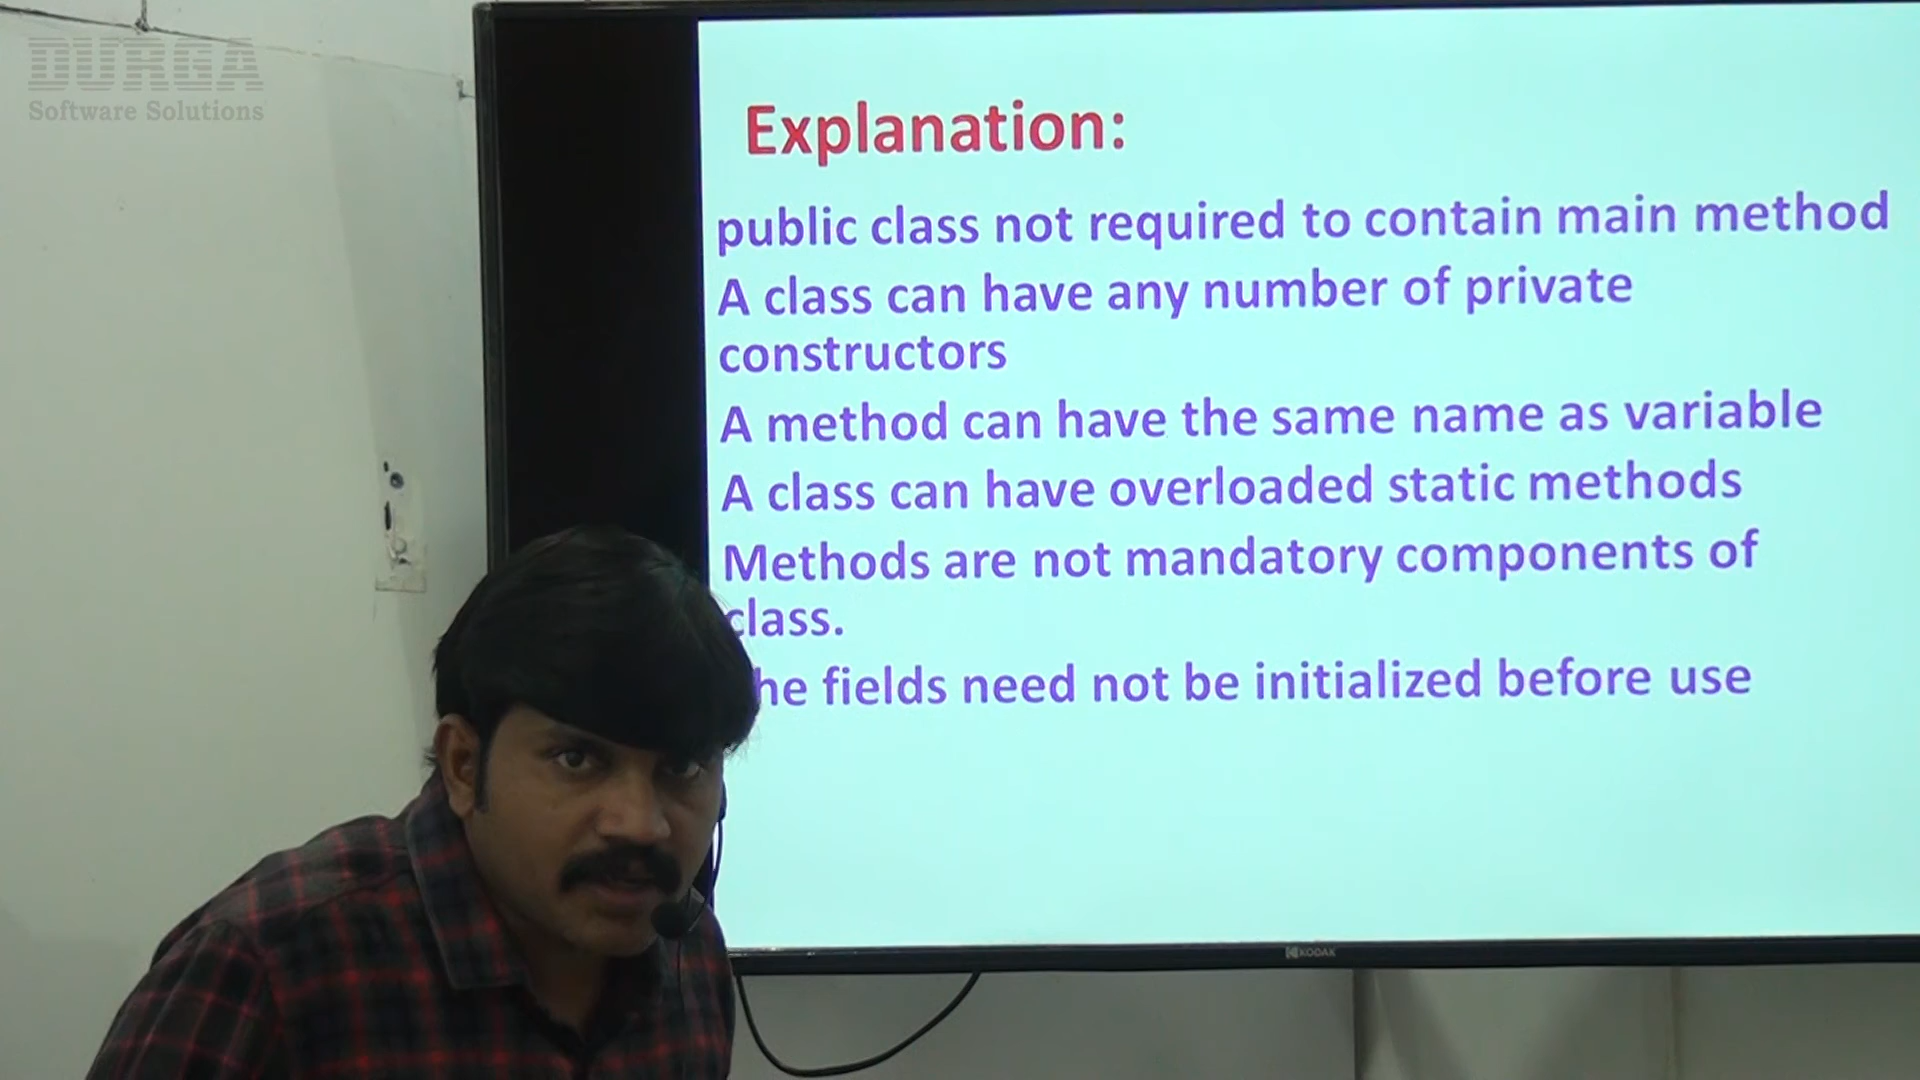 DURGA
Software Solutions
Explanation:
public class not required to contain main method
A class can have any number of private
constructors
A method can have the same name as variable
A class can have overloaded static methods
Methods are not mandatory components of
class.
he fields need not be initialized before use
KODAK